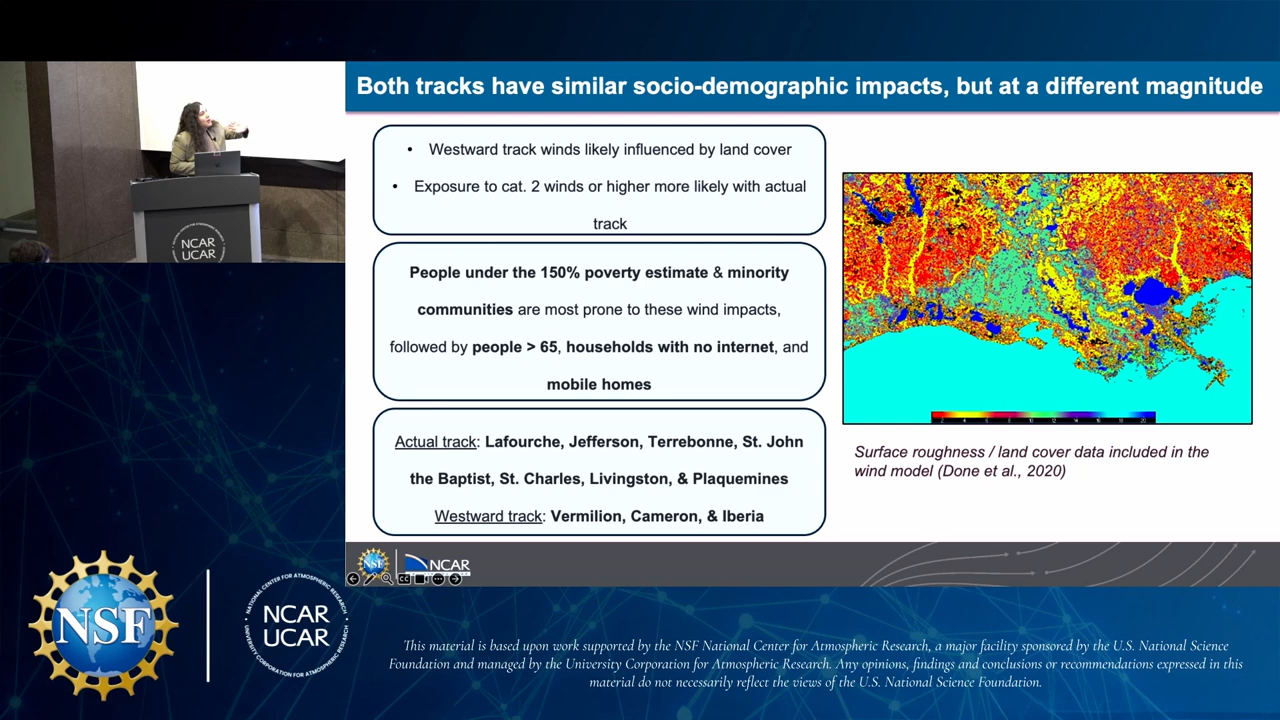 Both tracks have similar socio-demographic impacts, but at a different magnitude
• Westward track winds likely influenced by land cover
• Exposure to cat. 2 winds or higher more likely with actual
track
People under the 150% poverty estimate & minority
communities are most prone to these wind impacts,
followed by people > 65, households with no internet, and
mobile homes
Actual track: Lafourche, Jefferson, Terrebonne, St. John
the Baptist, St. Charles, Livingston, & Plaquemines
Westward track: Vermilion, Cameron, & Iberia
Surface roughness / land cover data included in the
wind model (Done et al., 2020)
NCAR
UCAR
NSF
NCAR
NSF
NATIONAL CENTER FOR ATMOSPHERIC RESEARCH
NCAR
UCAR
UNIVERSITY CORPORATION FOR ATMOSPHERIC RESEARCH
This material is based upon work supported by the NSF National Center for Atmospheric Research, a major facility sponsored by the U.S. National Science
Foundation and managed by the University Corporation for Atmospheric Research. Any opinions, findings and conclusions or recommendations expressed in this
material do not necessarily reflect the views of the U.S. National Science Foundation.